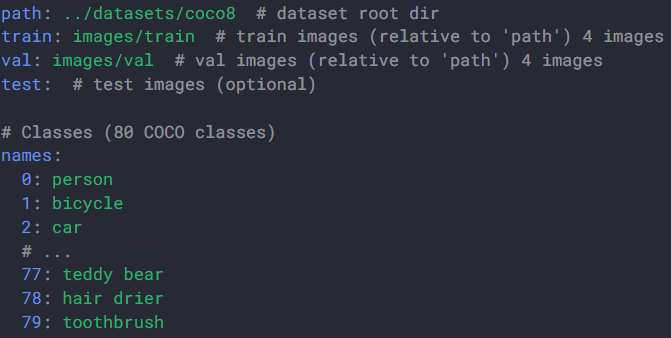 path: ../datasets/coco8  # dataset root dir
train: images/train  # train images (relative to 'path') 4 images
val: images/val  # val images (relative to 'path') 4 images
test:  # test images (optional)

# Classes (80 COCO classes)
names:
  0: person
  1: bicycle
  2: car
  # ...
  77: teddy bear
  78: hair drier
  79: toothbrush